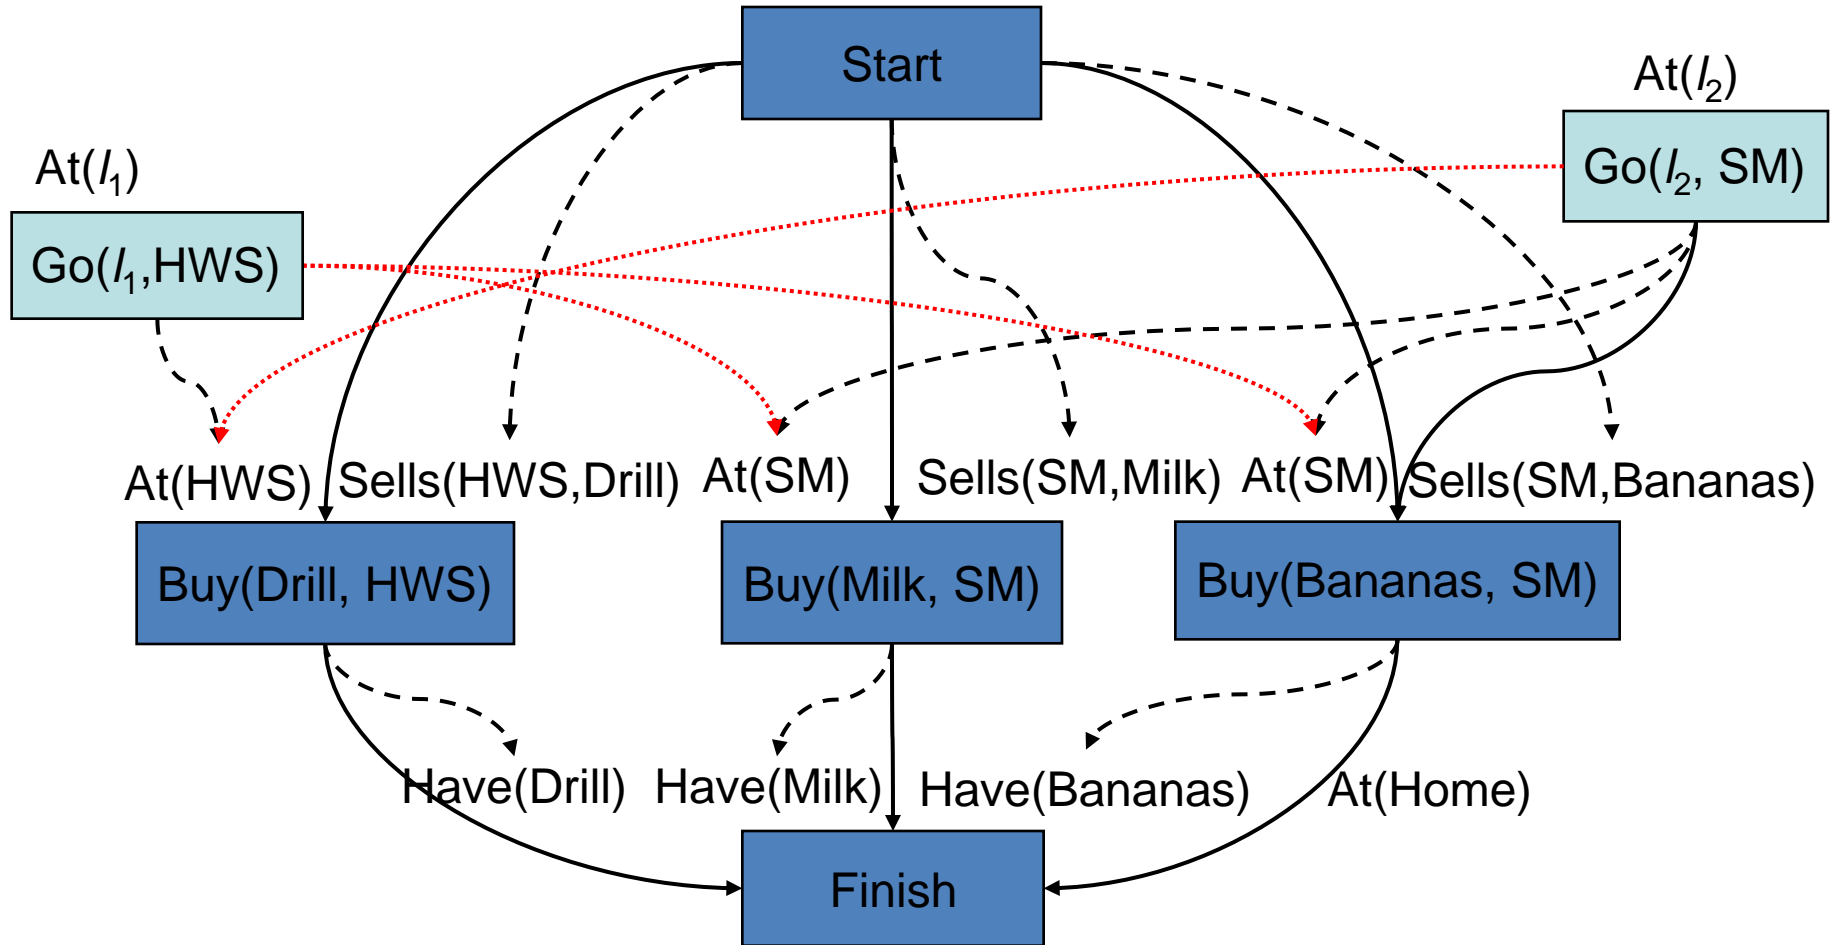 Start
At(l2)
Go(l2, SM)
At(l1)
Go(l1,HWS)
At(HWS)
Sells(HWS,Drill)
At(SM)
Sells(SM,Milk)
At(SM)
Sells(SM,Bananas)
Buy(Drill, HWS)
Buy(Milk, SM)
Buy(Bananas, SM)
Have(Drill)
Have(Milk)
Have(Bananas)
At(Home)
Finish